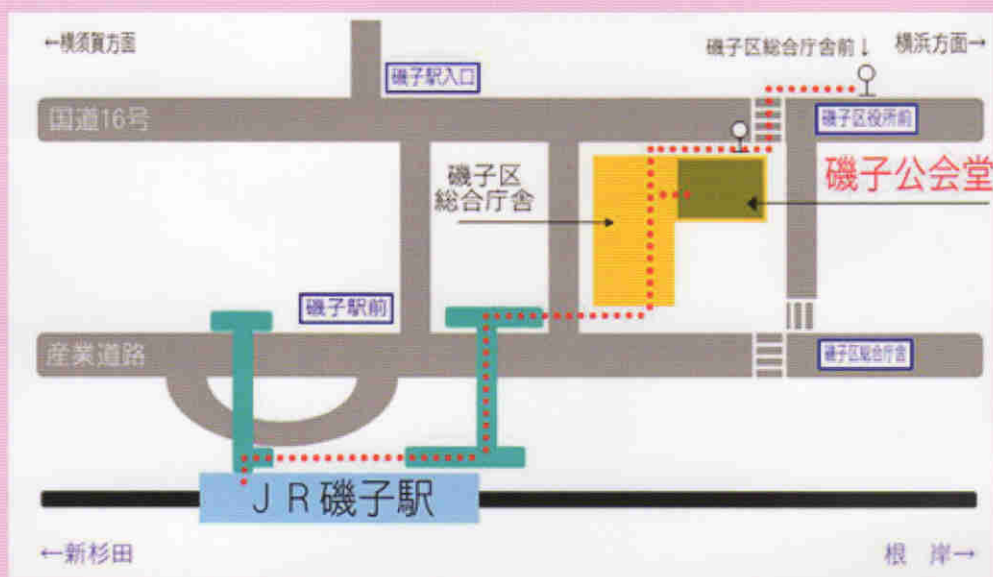 ←横須賀方面
磯子区総合庁舎前↓
横浜方面→
磯子駅入口
国道16号
磯子区役所前
磯子区
総合庁舎
磯子公会堂
磯子駅前
産業道路
磯子区総合庁舎
JR磯子駅
←新杉田
根 岸→